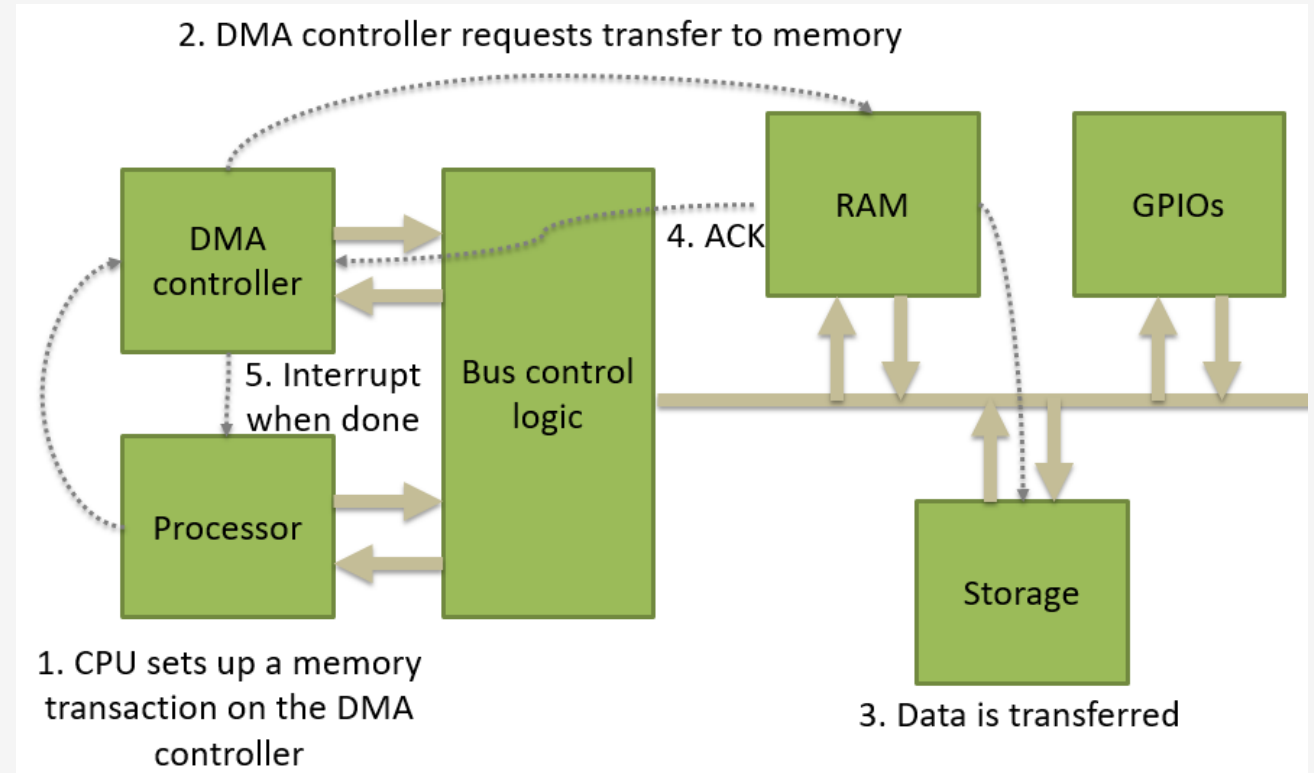 2. DMA controller requests transfer to memory
DMA
controller
RAM
GPIOs
4. ACK
5. Interrupt
when done
Bus control
logic
Processor
Storage
1. CPU sets up a memory
transaction on the DMA
controller
3. Data is transferred